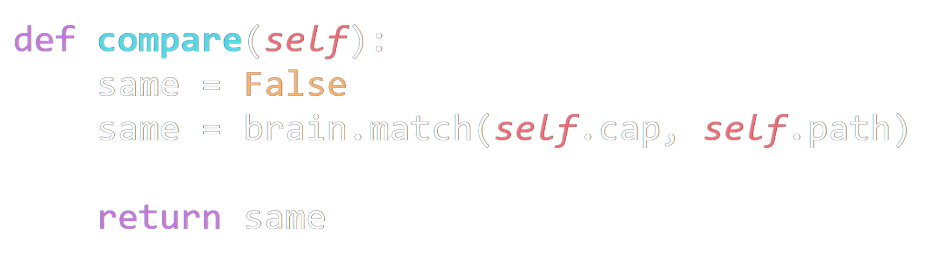 def compare(self):
    same = False
    same = brain.match(self.cap, self.path)

    return same